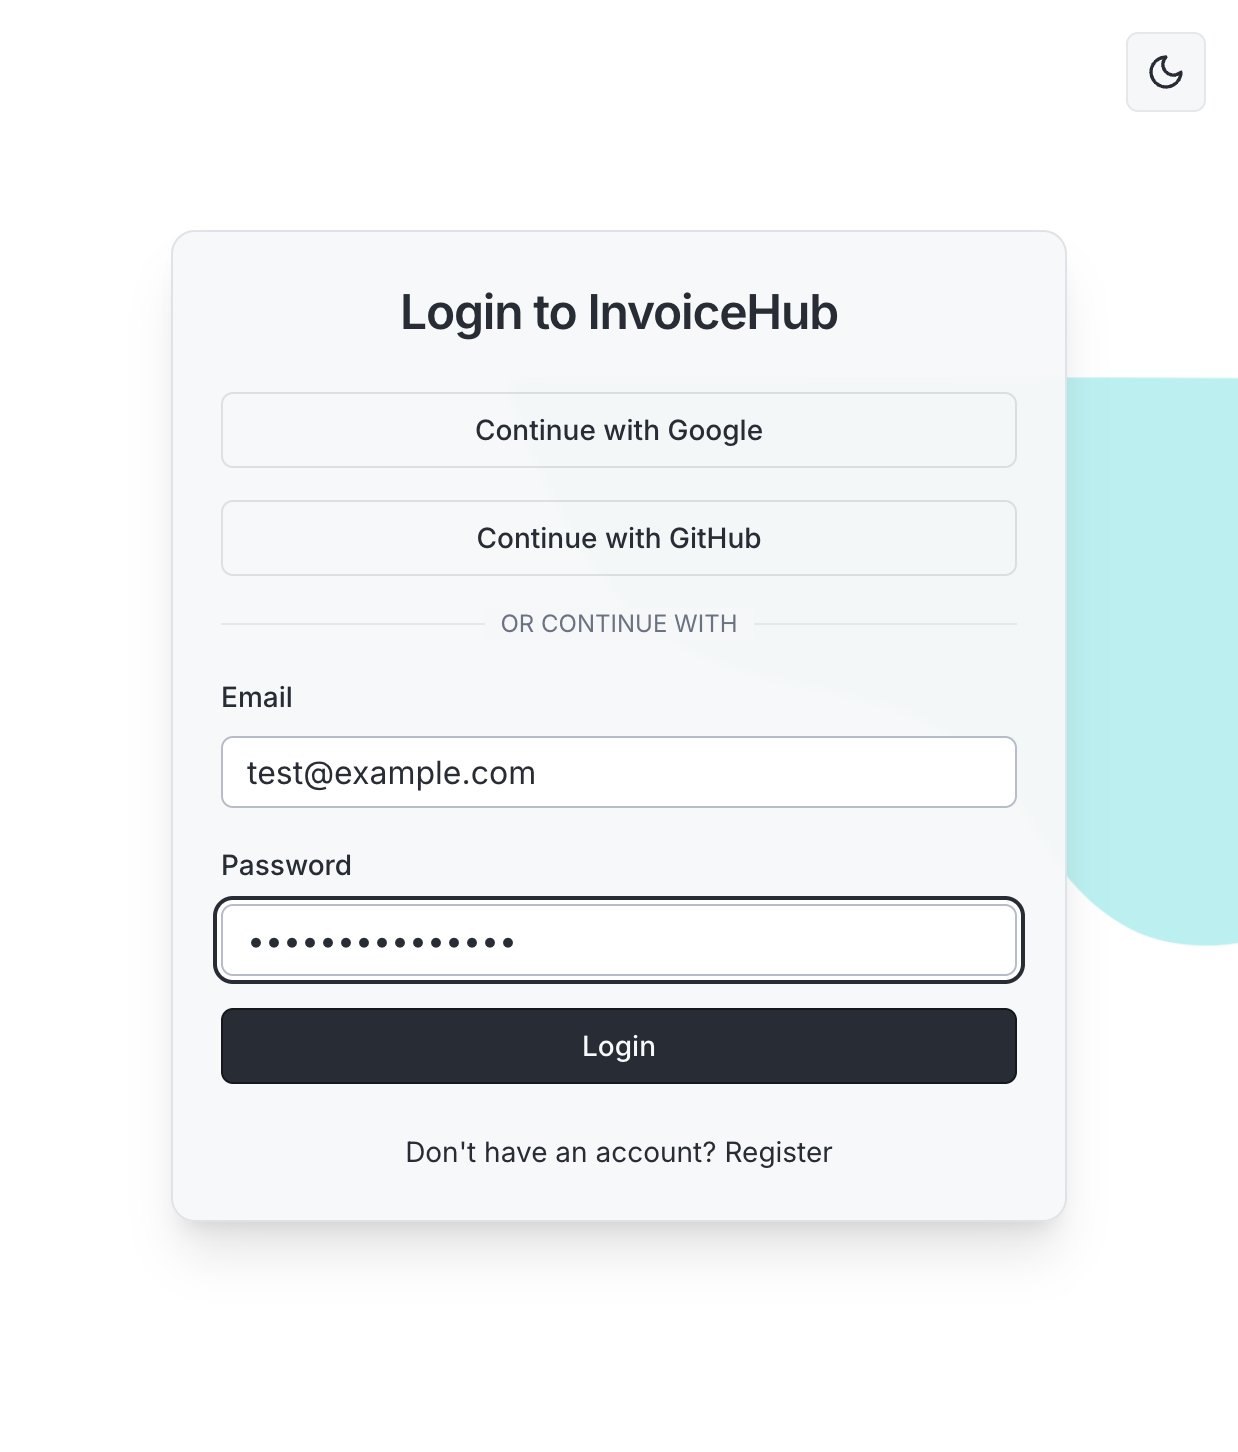 Login to InvoiceHub
Continue with Google
Continue with GitHub
OR CONTINUE WITH
Email
test@example.com
Password
•••••••••••••••
Login
Don't have an account? Register